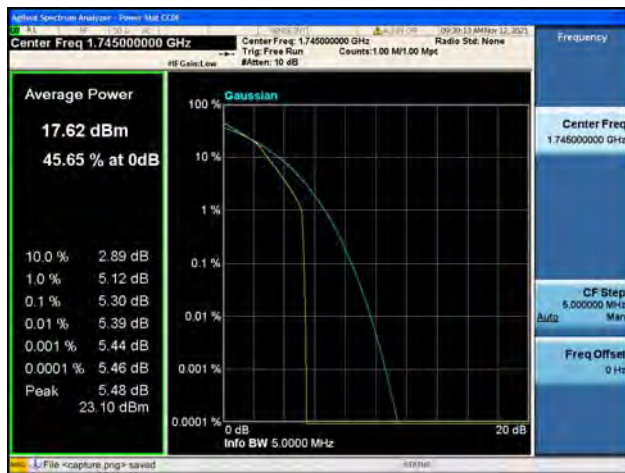 Agilent Spectrum Analyzer - Power Stat CCDF
Center Freq 1.745000000 GHz
Center Freq: 1.745000000 GHz
Radio Std: None
Trig: Free Run
Counts:1.00 M/1.00 Mpt
#IFGain:Low
#Atten: 10 dB
Average Power
17.62 dBm
45.65 % at 0dB
10.0 % 2.89 dB
1.0 % 5.12 dB
0.1 % 5.30 dB
0.01 % 5.39 dB
0.001 % 5.44 dB
0.0001 % 5.46 dB
Peak 5.48 dB
23.10 dBm
Gaussian
100 %
10 %
1 %
0.1 %
0.01 %
0.001 %
0.0001 %
0 dB
20 dB
Info BW 5.0000 MHz
Frequency
Center Freq
1.745000000 GHz
CF Step
5.000000 MHz
Auto Man
Freq Offset
0 Hz
MSG
File <capture.png> saved
STATUS